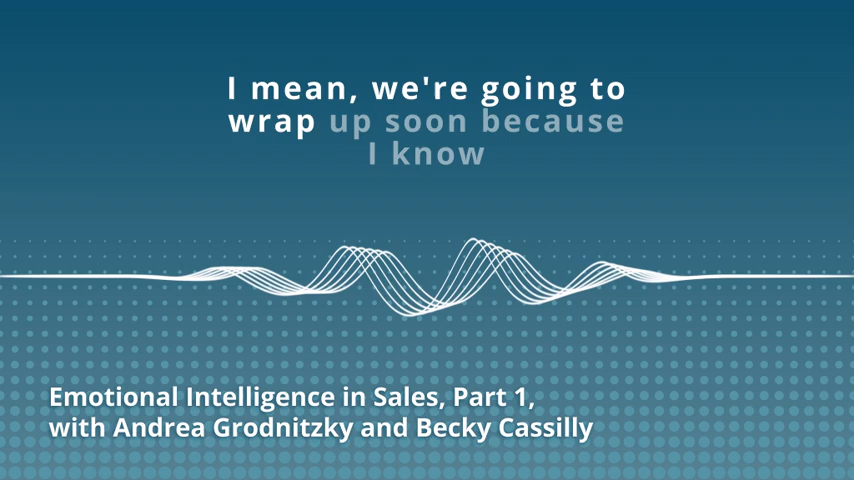 I mean, we're going to
wrap up soon because
I know
Emotional Intelligence in Sales, Part 1,
with Andrea Grodnitzky and Becky Cassilly